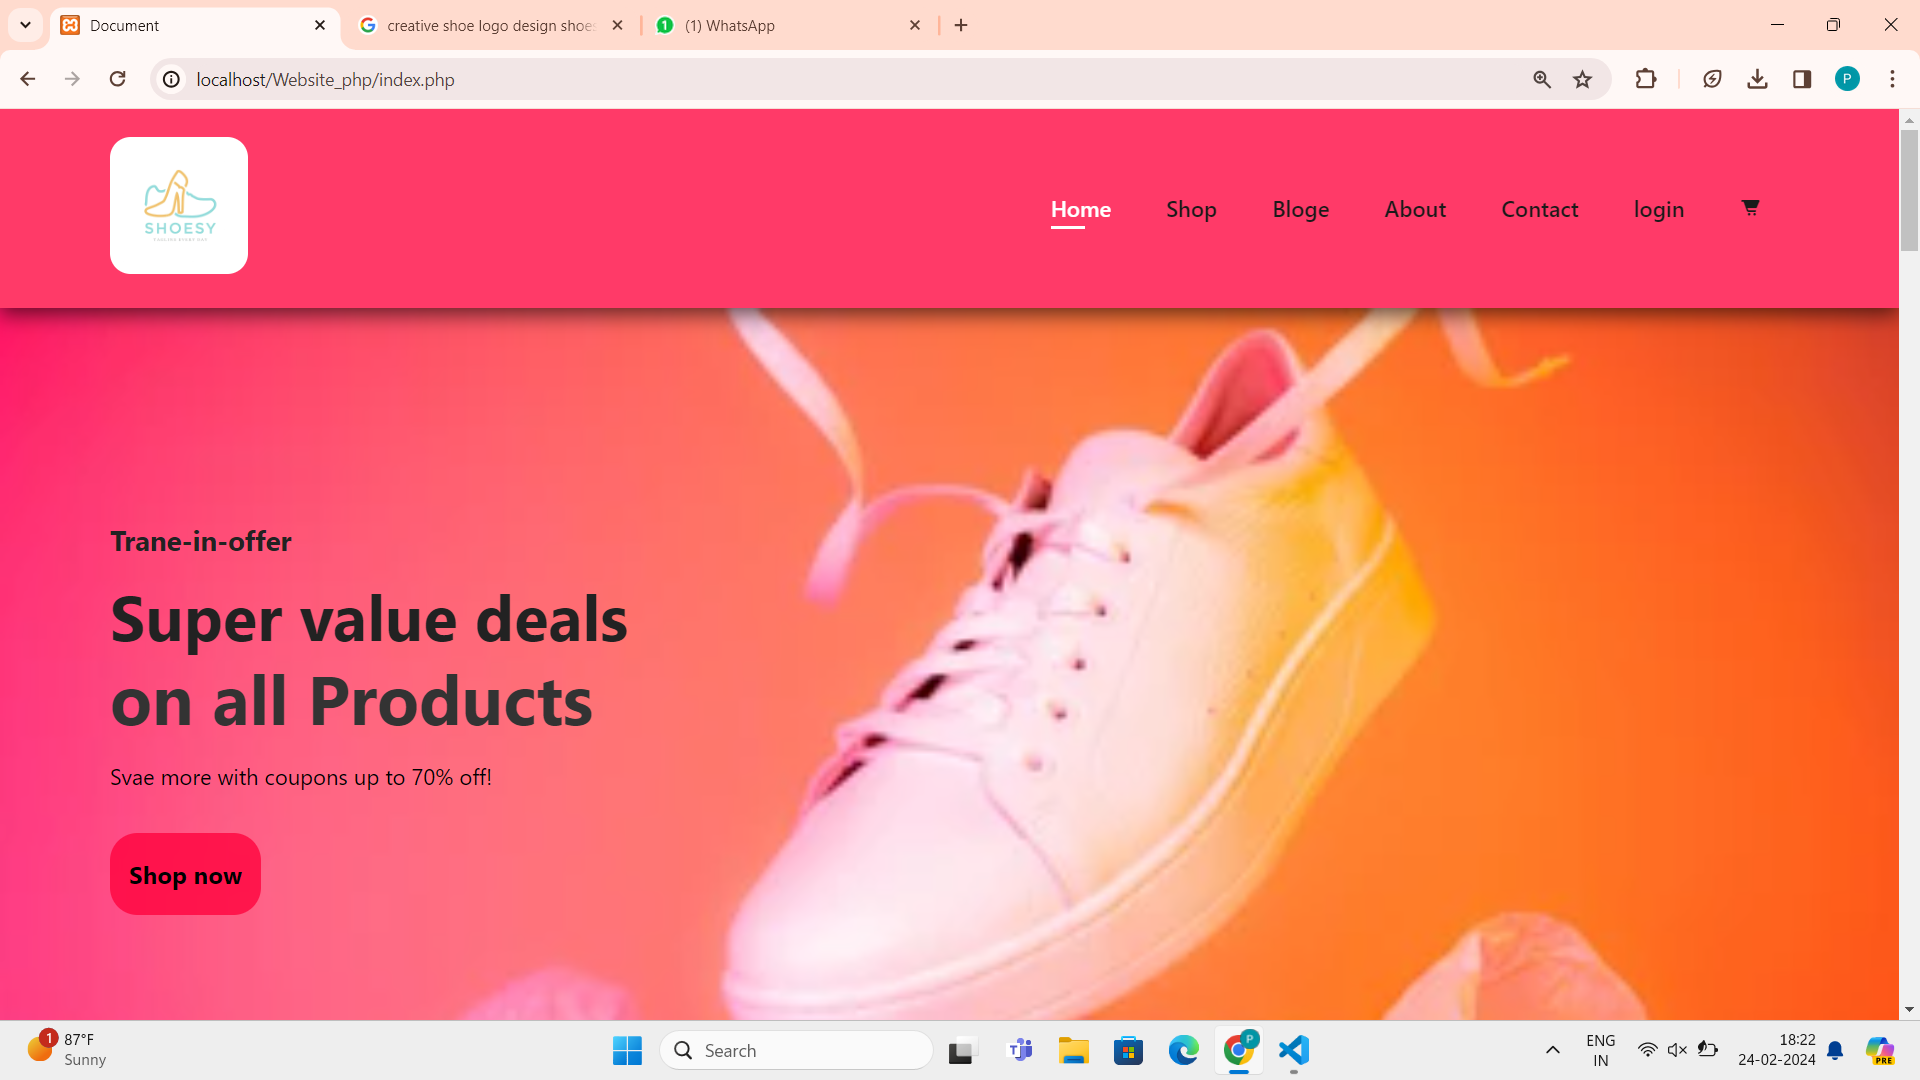 Document
creative shoe logo design shoes
(1) WhatsApp
localhost/Website_php/index.php
P
SHOESY
Home
Shop
Bloge
About
Contact
login
Trane-in-offer
Super value deals
on all Products
Svae more with coupons up to 70% off!
Shop now
1
87°F
Sunny
Search
P
ENG
IN
18:22
24-02-2024
PRE